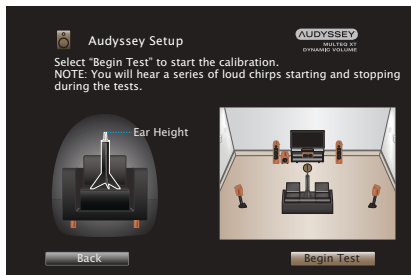 Audyssey Setup
AUDYSSEY
MULTEQ XT
DYNAMIC VOLUME
Select “Begin Test” to start the calibration.
NOTE: You will hear a series of loud chirps starting and stopping
during the tests.
Ear Height
Back
Begin Test